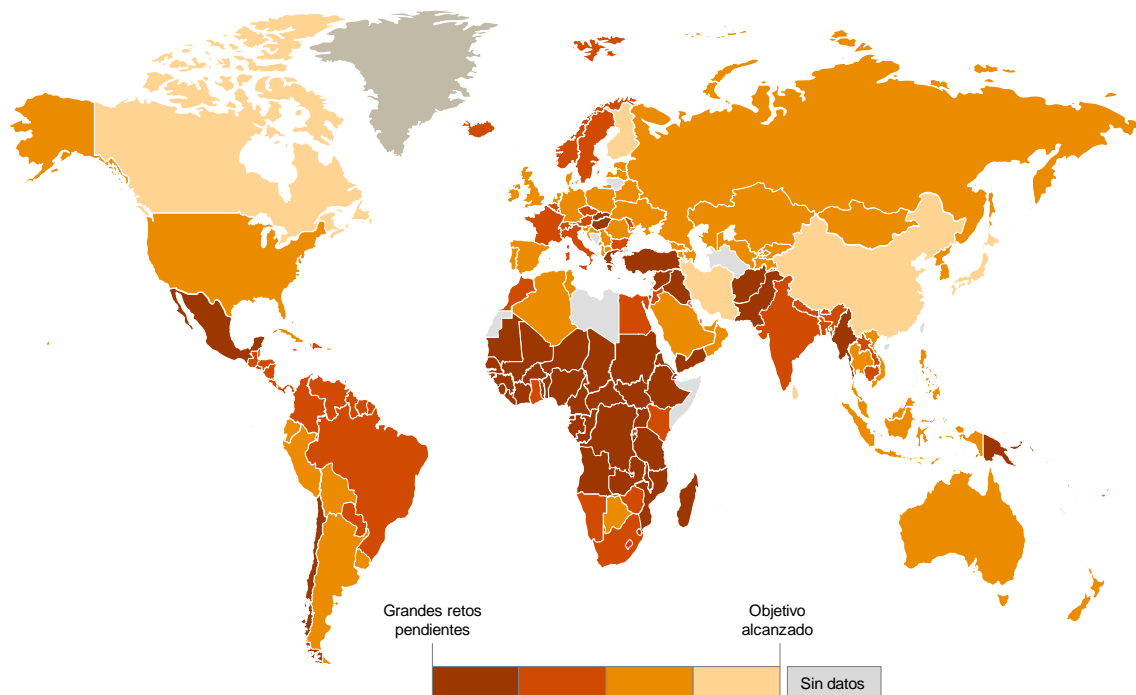 Grandes retos
pendientes
Objetivo
alcanzado
Sin datos